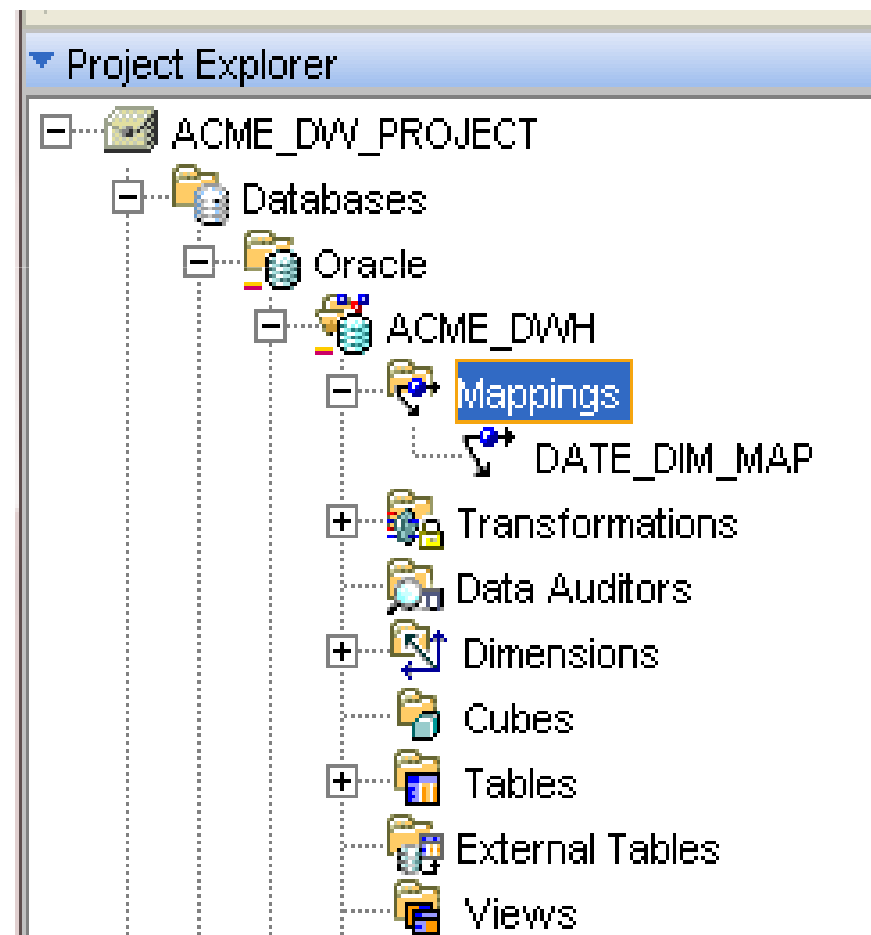 Project Explorer
ACME_DW_PROJECT
Databases
Oracle
ACME_DWH
Mappings
DATE_DIM_MAP
Transformations
Data Auditors
Dimensions
Cubes
Tables
External Tables
Views